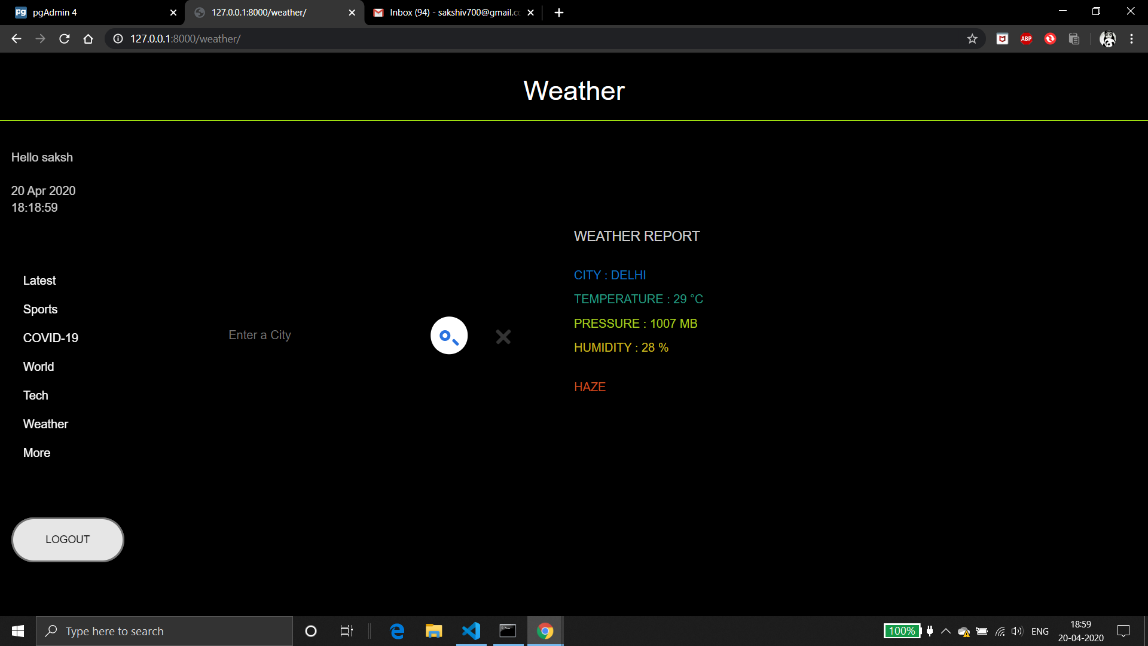 pgAdmin 4
127.0.0.1:8000/weather/
Inbox (94) - sakshiv700@gmail.c
127.0.0.1:8000/weather/
ABP
Weather
Hello saksh
20 Apr 2020
18:18:59
WEATHER REPORT
CITY : DELHI
TEMPERATURE : 29 °C
PRESSURE : 1007 MB
HUMIDITY : 28 %
HAZE
Enter a City
Latest
Sports
COVID-19
World
Tech
Weather
More
LOGOUT
Type here to search
100%
ENG
18:59
20-04-2020